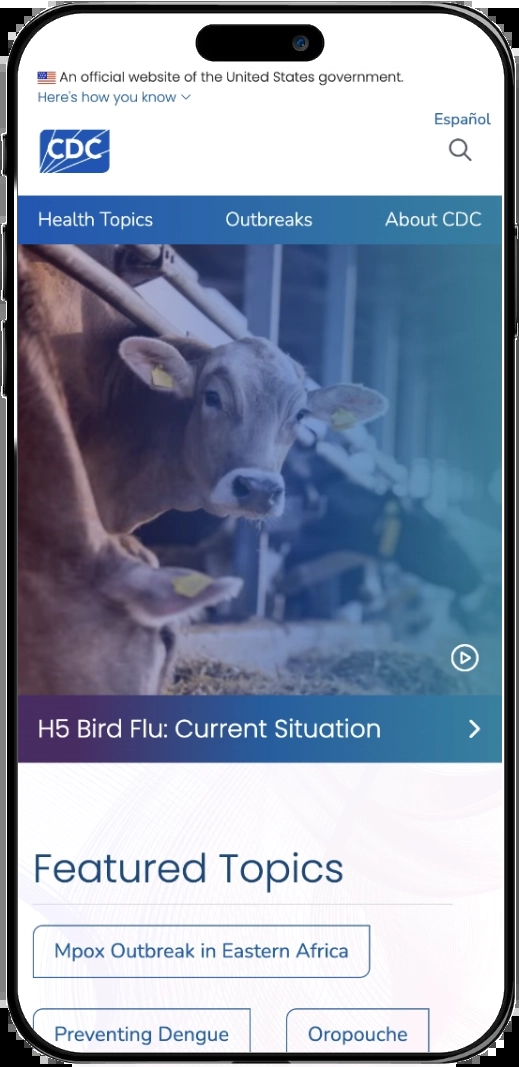 An official website of the United States government.
Here's how you know
Español
CDC
Health Topics
Outbreaks
About CDC
H5 Bird Flu: Current Situation
Featured Topics
Mpox Outbreak in Eastern Africa
Preventing Dengue
Oropouche